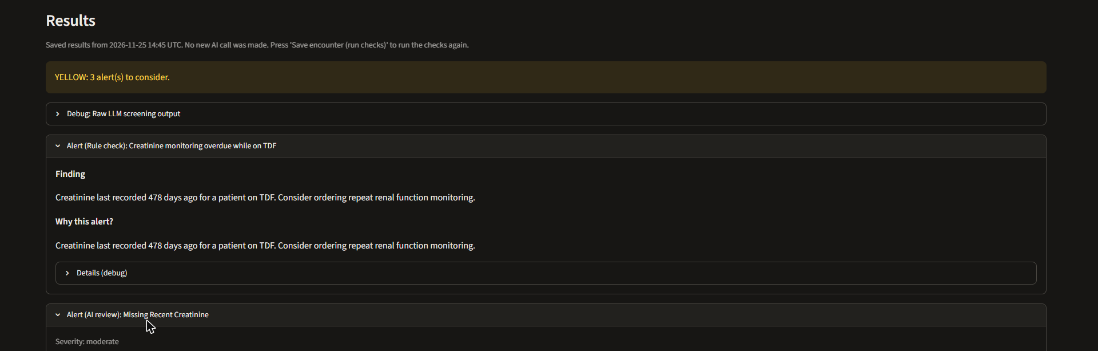 Results
Saved results from 2026-11-25 14:45 UTC. No new AI call was made. Press 'Save encounter (run checks)' to run the checks again.
YELLOW: 3 alert(s) to consider.
Debug: Raw LLM screening output
Alert (Rule check): Creatinine monitoring overdue while on TDF
Finding
Creatinine last recorded 478 days ago for a patient on TDF. Consider ordering repeat renal function monitoring.
Why this alert?
Creatinine last recorded 478 days ago for a patient on TDF. Consider ordering repeat renal function monitoring.
Details (debug)
Alert (AI review): Missing Recent Creatinine
Severity: moderate